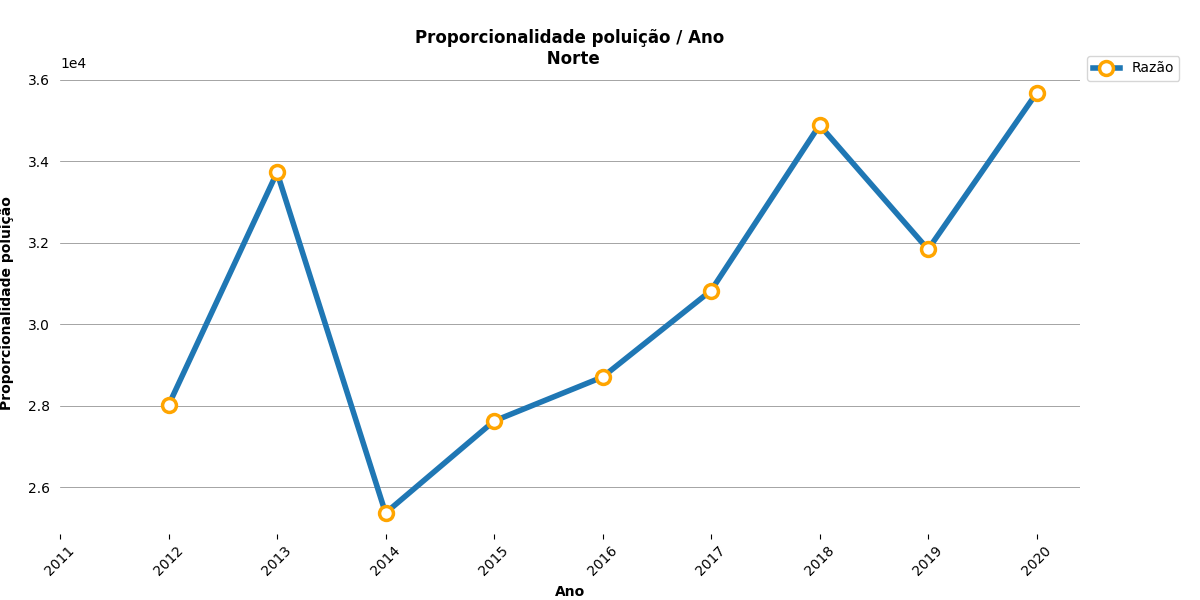 Proporcionalidade poluição / Ano
Norte
1e4
Razão
3.6
3.4
3.2
3.0
2.8
2.6
Proporcionalidade poluição
2011
2012
2013
2014
2015
2016
2017
2018
2019
2020
Ano